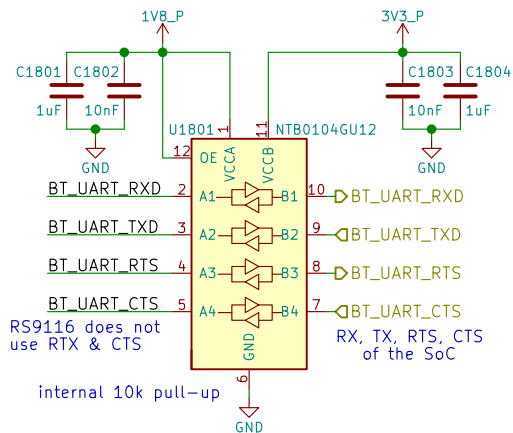 1V8_P 3V3_P
C1801 C1802 C1803 C1804
1uF 10nF 10nF 1uF
GND GND
U1801 NTB0104GU12
1 11
VCCA VCCB
12 OE
BT_UART_RXD 2 A1 B1 10 BT_UART_RXD
BT_UART_TXD 3 A2 B2 9 BT_UART_TXD
BT_UART_RTS 4 A3 B3 8 BT_UART_RTS
BT_UART_CTS 5 A4 B4 7 BT_UART_CTS
RS9116 does not
use RTX & CTS
GND
RX, TX, RTS, CTS
of the SoC
6
internal 10k pull-up
GND